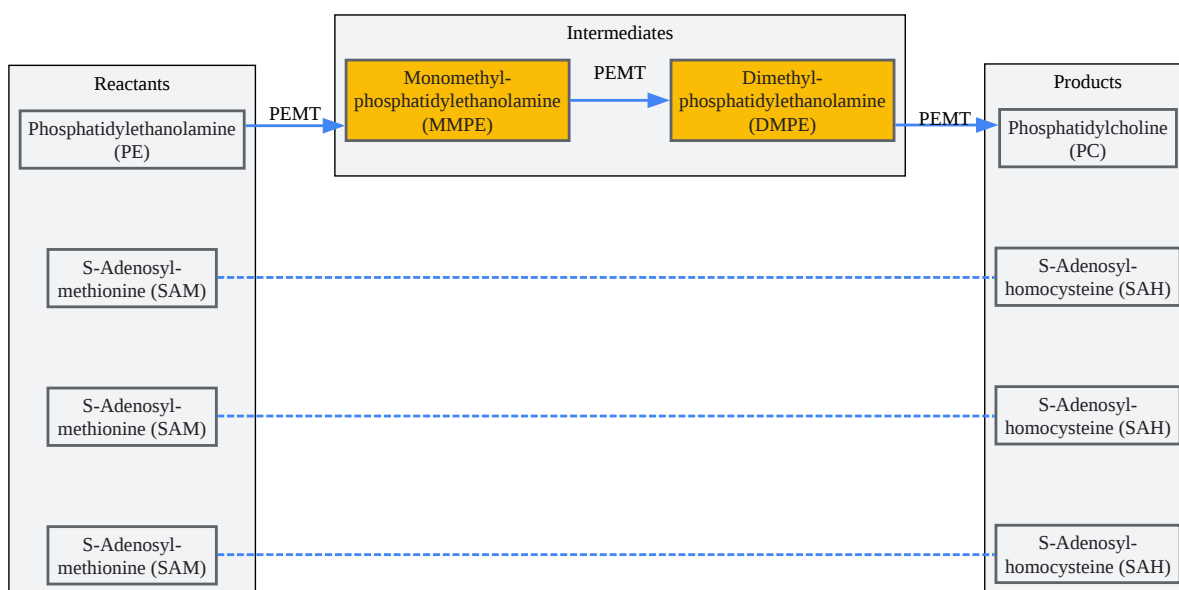 Intermediates
Reactants
Products
Phosphatidylethanolamine
(PE)
PEMT
Monomethyl-
phosphatidylethanolamine
(MMPE)
PEMT
Dimethyl-
phosphatidylethanolamine
(DMPE)
PEMT
Phosphatidylcholine
(PC)
S-Adenosyl-
methionine (SAM)
S-Adenosyl-
homocysteine (SAH)
S-Adenosyl-
methionine (SAM)
S-Adenosyl-
homocysteine (SAH)
S-Adenosyl-
methionine (SAM)
S-Adenosyl-
homocysteine (SAH)